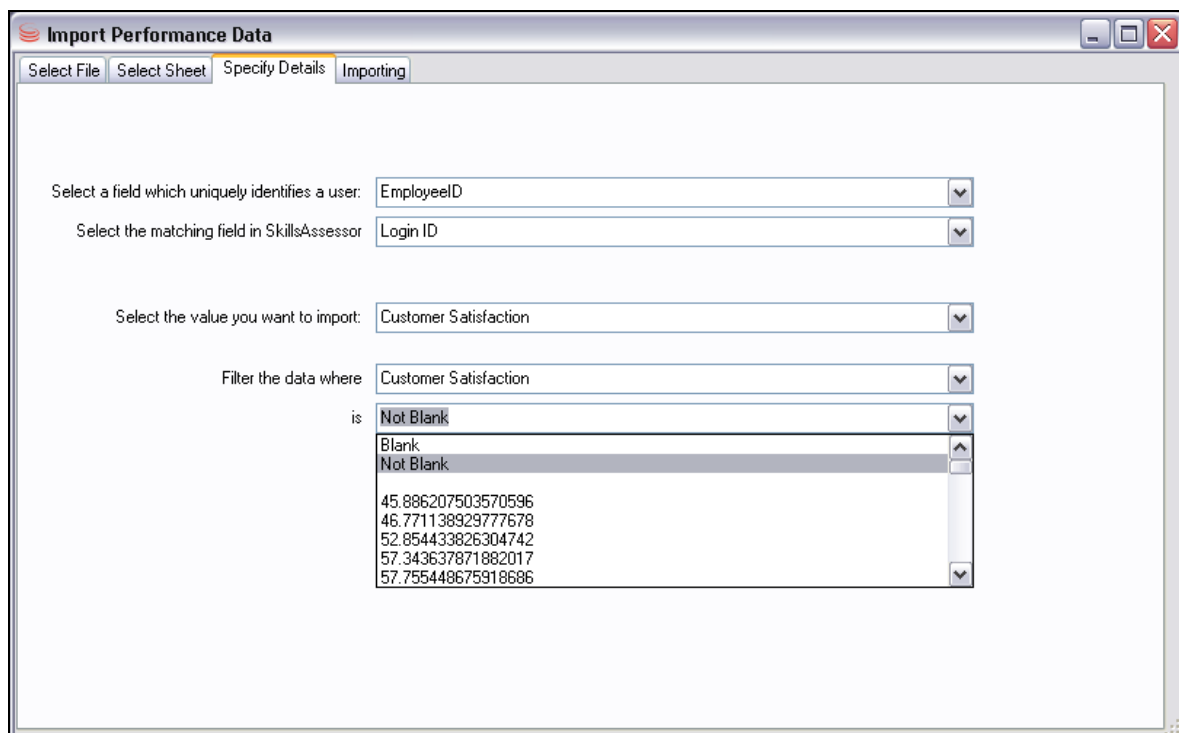 Import Performance Data
Select File Select Sheet Specify Details Importing
Select a field which uniquely identifies a user: EmployeeID
Select the matching field in SkillsAssessor Login ID
Select the value you want to import: Customer Satisfaction
Filter the data where Customer Satisfaction
is Not Blank
Blank
Not Blank
45.886207503570596
46.771138929777678
52.854433826304742
57.343637871882017
57.755448675918686